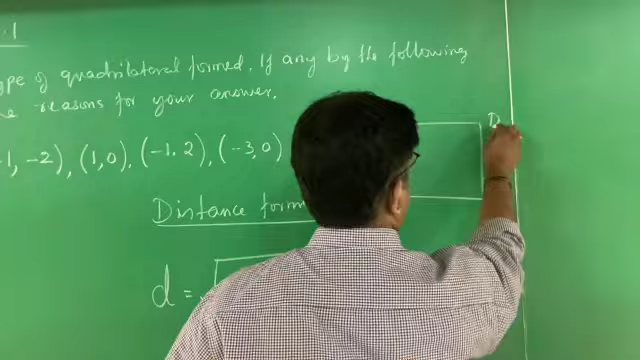 .1
ype of quadrilateral formed, If any by the following
e reasons for your answer.
-1, -2), (1, 0), (-1. 2), (-3, 0)
D
Distance form
d =